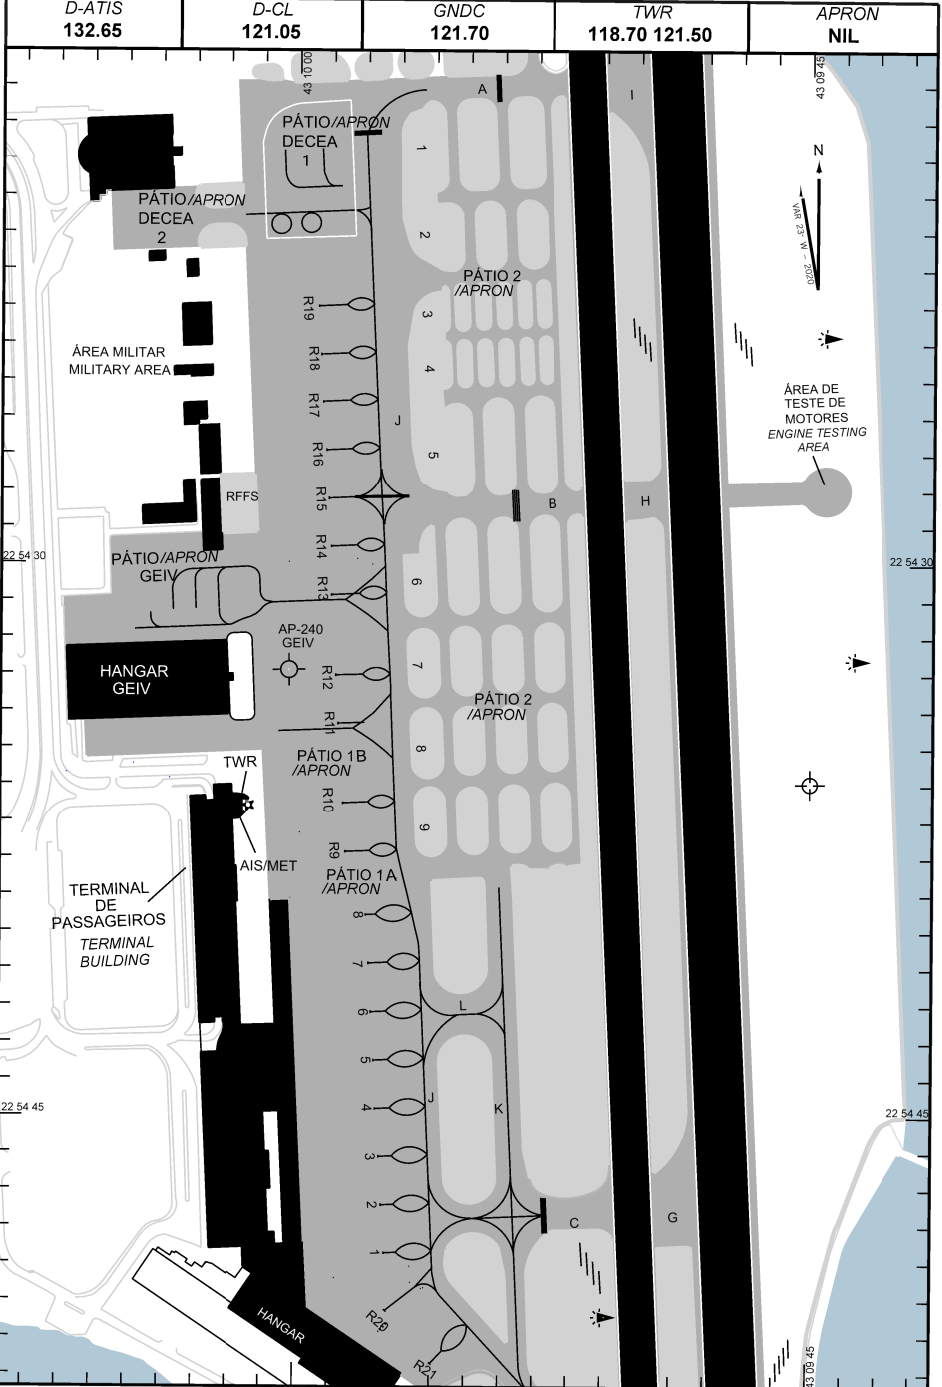 D-ATIS
132.65
D-CL
121.05
GNDC
121.70
TWR
118.70 121.50
APRON
NIL
43 10 00
43 09 45
A
I
PÁTIO/APRON
DECEA
1
1
N
VAR 23° W - 2020
PÁTIO/APRON
DECEA
2
2
PÁTIO 2
/APRON
R19
3
ÁREA MILITAR
MILITARY AREA
R18
4
R17
J
ÁREA DE
TESTE DE
MOTORES
ENGINE TESTING
AREA
R16
5
RFFS
R15
B
H
R14
22 54 30
22 54 30
PÁTIO/APRON
GEIV
R13
6
AP-240
GEIV
HANGAR
GEIV
R12
7
PÁTIO 2
/APRON
R11
8
TWR
PÁTIO 1B
/APRON
R10
9
R9
AIS/MET
PÁTIO 1A
/APRON
TERMINAL
DE
PASSAGEIROS
TERMINAL
BUILDING
8
7
6
L
5
4
J
K
22 54 45
22 54 45
3
2
C
G
1
R20
HANGAR
R21
43 09 45